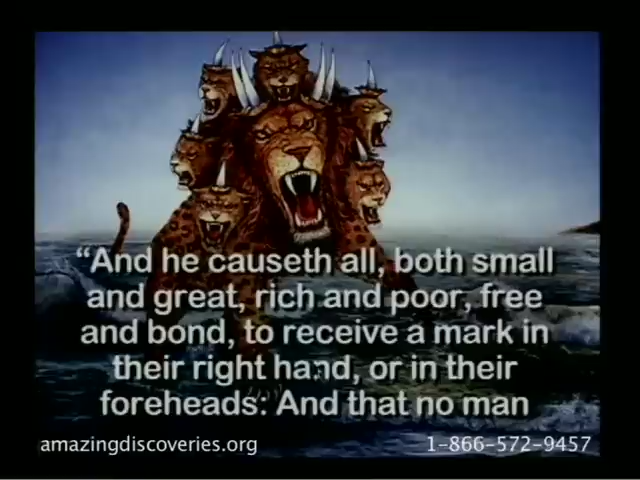 “And he causeth all, both small
and great, rich and poor, free
and bond, to receive a mark in
their right hand, or in their
foreheads: And that no man
amazingdiscoveries.org 1-866-572-9457